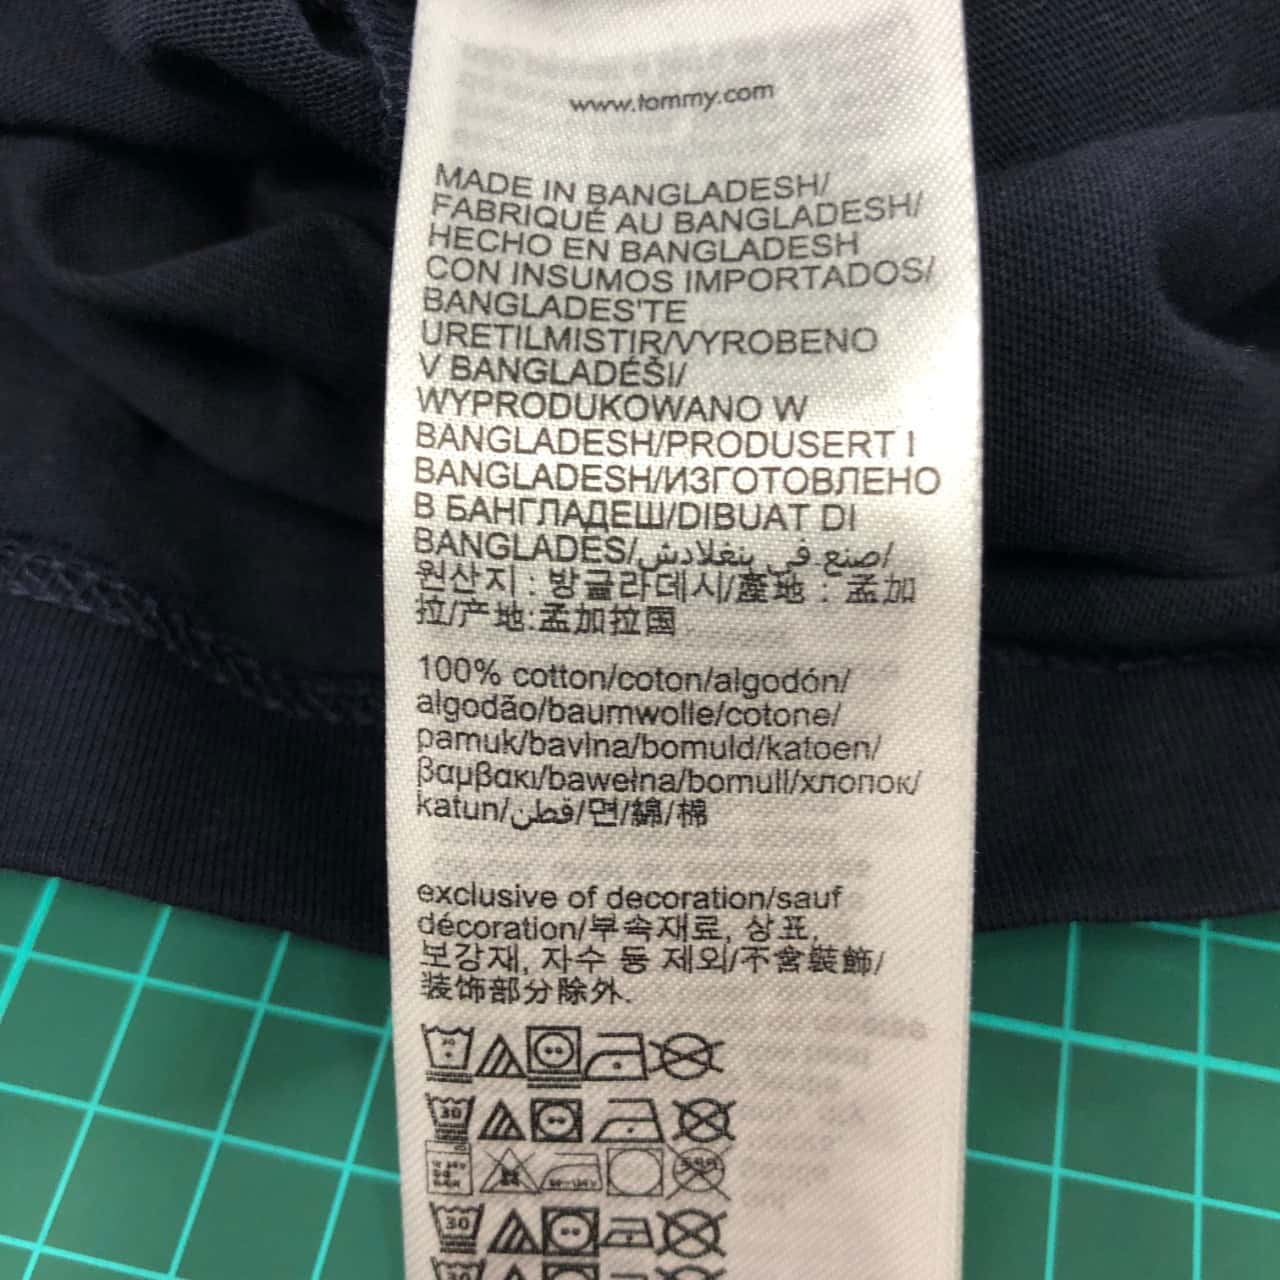 www.tommy.com
MADE IN BANGLADESH/
FABRIQUÉ AU BANGLADESH/
HECHO EN BANGLADESH
CON INSUMOS IMPORTADOS/
BANGLADES'TE
URETILMISTIR/VYROBENO
V BANGLADÉŠI/
WYPRODUKOWANO W
BANGLADESH/PRODUSERT I
BANGLADESH/ИЗГОТОВЛЕНО
В БАНГЛАДЕШ/DIBUAT DI
BANGLADES/صنع في بنغلادش/
원산지 : 방글라데시/產地 : 孟加
拉/产地:孟加拉国
100% cotton/coton/algodón/
algodão/baumwolle/cotone/
pamuk/bavlna/bomuld/katoen/
βαμβακι/bawełna/bomull/хлопок/
katun/قطن/면/綿/棉
exclusive of decoration/sauf
décoration/부속재료, 상표,
보강재, 자수 등 제외/不含裝飾/
装饰部分除外.
30
30
30
30